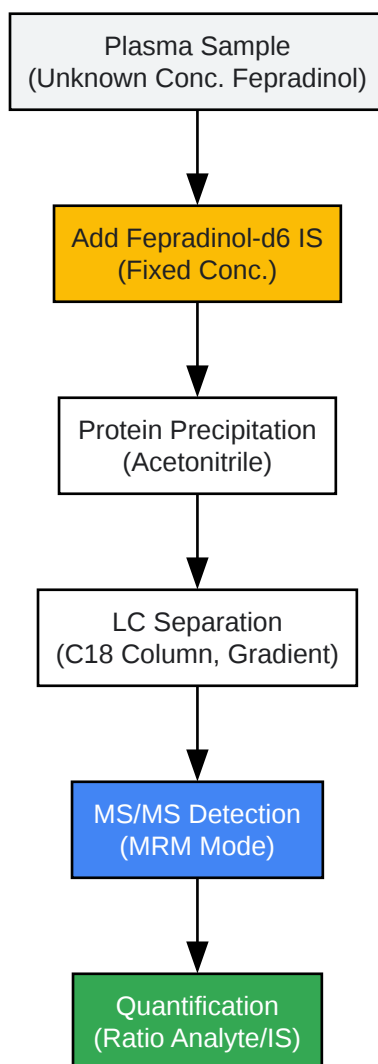 Plasma Sample
(Unknown Conc. Fepradinol)
Add Fepradinol-d6 IS
(Fixed Conc.)
Protein Precipitation
(Acetonitrile)
LC Separation
(C18 Column, Gradient)
MS/MS Detection
(MRM Mode)
Quantification
(Ratio Analyte/IS)